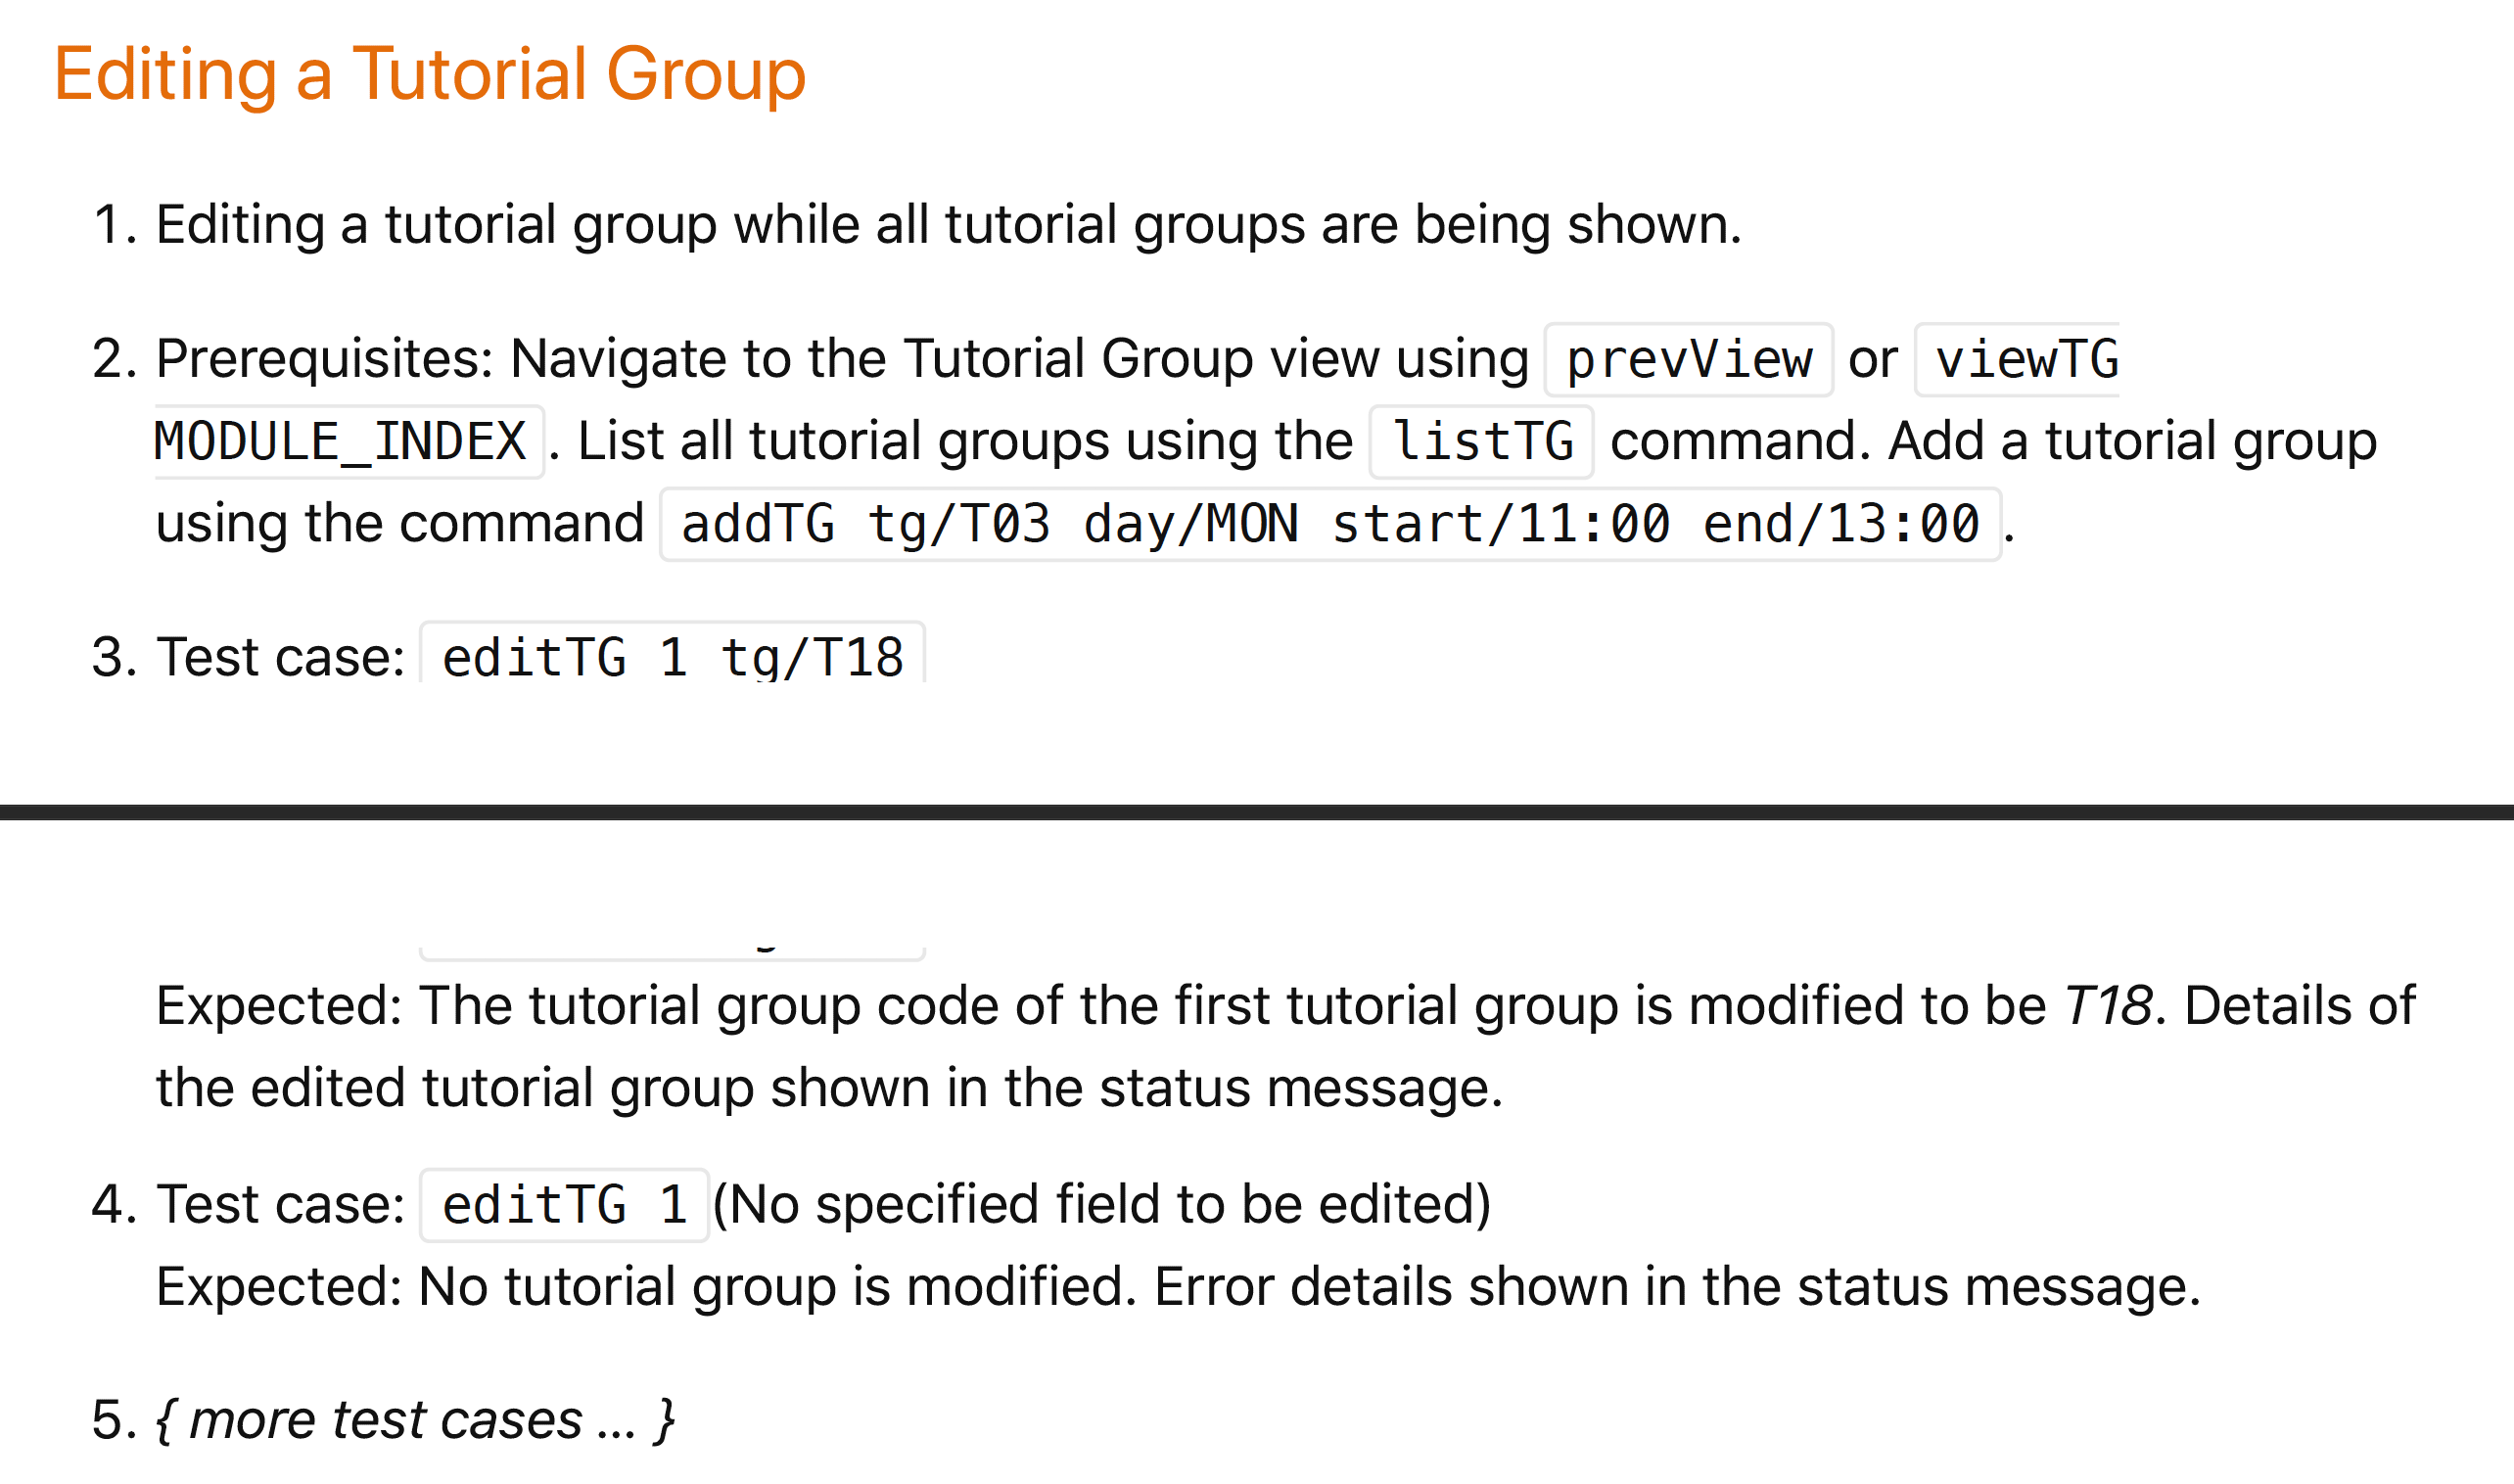 Editing a Tutorial Group
1. Editing a tutorial group while all tutorial groups are being shown.
2. Prerequisites: Navigate to the Tutorial Group view using prevView or viewTG
MODULE_INDEX. List all tutorial groups using the listTG command. Add a tutorial group
using the command addTG tg/T03 day/MON start/11:00 end/13:00.
3. Test case: editTG 1 tg/T18
Expected: The tutorial group code of the first tutorial group is modified to be T18. Details of
the edited tutorial group shown in the status message.
4. Test case: editTG 1 (No specified field to be edited)
Expected: No tutorial group is modified. Error details shown in the status message.
5. { more test cases ... }